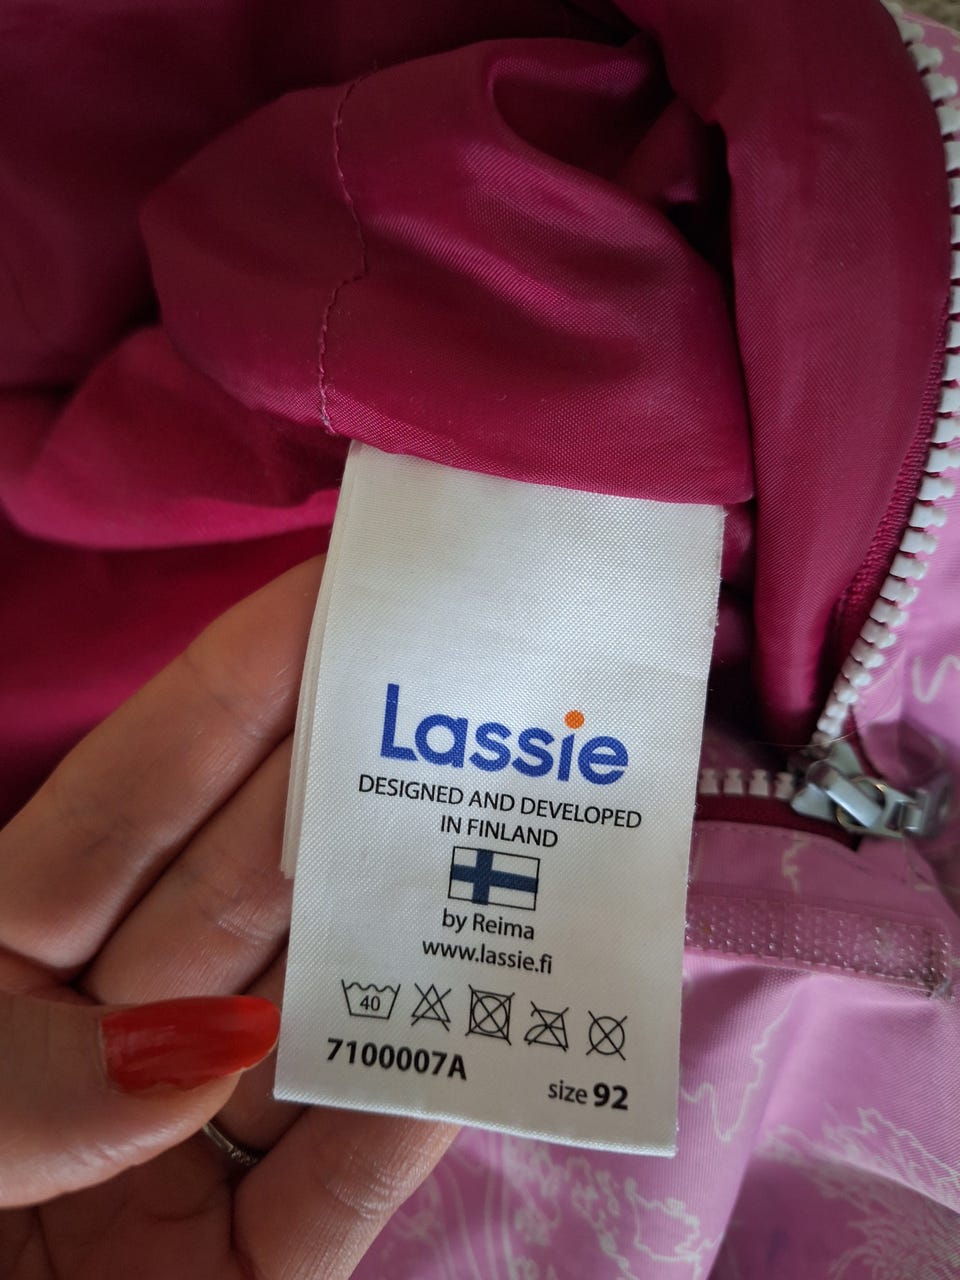 Lassie
DESIGNED AND DEVELOPED
IN FINLAND
by Reima
www.lassie.fi
40
7100007A
size 92